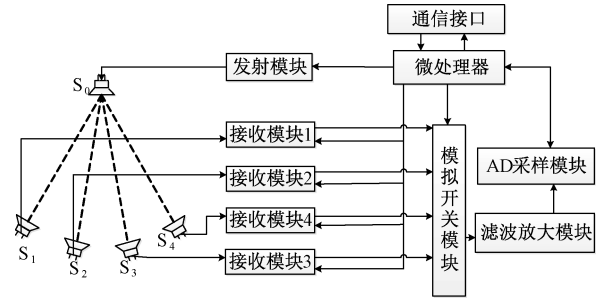 通信接口
微处理器
发射模块
S0
接收模块1
接收模块2
接收模块4
接收模块3
模拟开关模块
AD采样模块
滤波放大模块
S1
S2
S3
S4